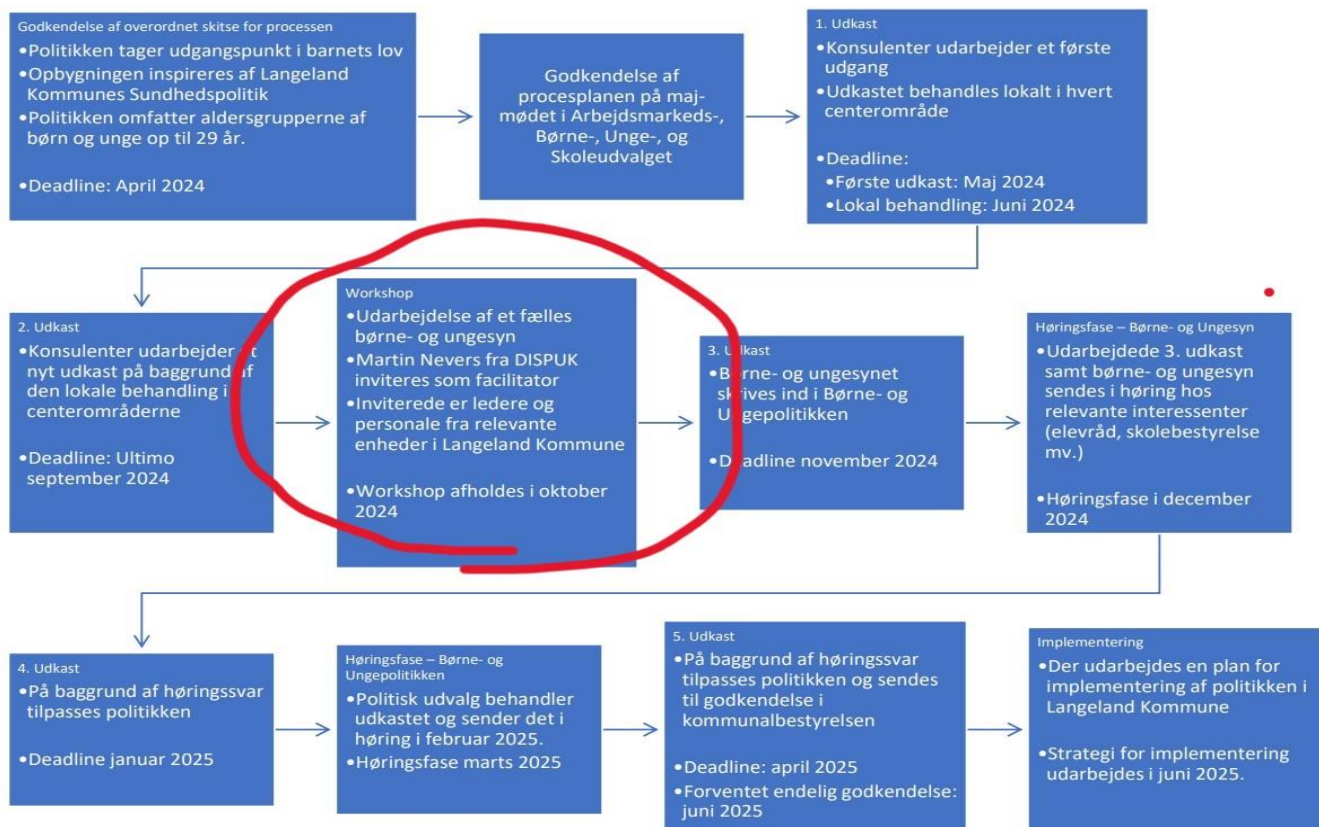 Godkendelse af overordnet skitse for processen
•Politikken tager udgangspunkt i barnets lov
•Opbygningen inspireres af Langeland
Kommunes Sundhedspolitik
•Politikken omfatter aldersgrupperne af
børn og unge op til 29 år.
•Deadline: April 2024
Godkendelse af
procesplanen på maj-
mødet i Arbejdsmarkeds-,
Børne-, Unge-, og
Skoleudvalget
1. Udkast
•Konsulenter udarbejder et første
udgang
•Udkastet behandles lokalt i hvert
centerområde
•Deadline:
•Første udkast: Maj 2024
•Lokal behandling: Juni 2024
2. Udkast
•Konsulenter udarbejder et
nyt udkast på baggrund af
den lokale behandling i
centerområderne
•Deadline: Ultimo
september 2024
Workshop
•Udarbejdelse af et fælles
børne- og ungesyn
•Martin Nevers fra DISPUK
inviteres som facilitator
•Inviterede er ledere og
personale fra relevante
enheder i Langeland Kommune
•Workshop afholdes i oktober
2024
3. Udkast
•Børne- og ungesynet
skrives ind i Børne- og
Ungepolitikken
•Deadline november 2024
Høringsfase – Børne- og Ungesyn
•Udarbejdede 3. udkast
samt børne- og ungesyn
sendes i høring hos
relevante interessenter
(elevråd, skolebestyrelse
mv.)
•Høringsfase i december
2024
4. Udkast
•På baggrund af høringssvar
tilpasses politikken
•Deadline januar 2025
Høringsfase – Børne- og
Ungepolitikken
•Politisk udvalg behandler
udkastet og sender det i
høring i februar 2025.
•Høringsfase marts 2025
5. Udkast
•På baggrund af høringssvar
tilpasses politikken og sendes
til godkendelse i
kommunalbestyrelsen
•Deadline: april 2025
•Forventet endelig godkendelse:
juni 2025
Implementering
•Der udarbejdes en plan for
implementering af politikken i
Langeland Kommune
•Strategi for implementering
udarbejdes i juni 2025.